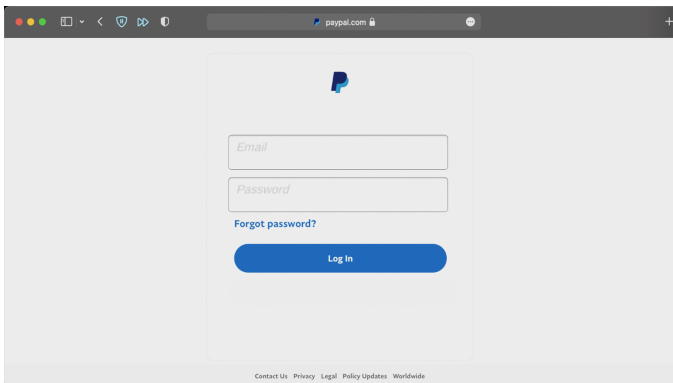 paypal.com
Email
Password
Forgot password?
Log In
Contact Us Privacy Legal Policy Updates Worldwide